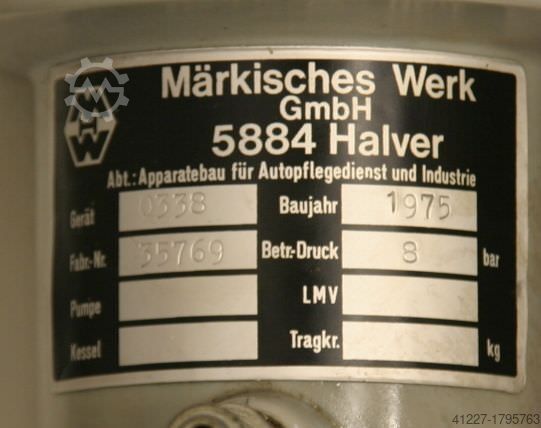 Märkisches Werk
GmbH
5884 Halver
Abt.: Apparatebau für Autopflegedienst und Industrie
Gerät 0338 Baujahr 1975
Fabr.-Nr. 35769 Betr.-Druck 8 bar
Pumpe LMV
Kessel Tragkr. kg
41227-1795763